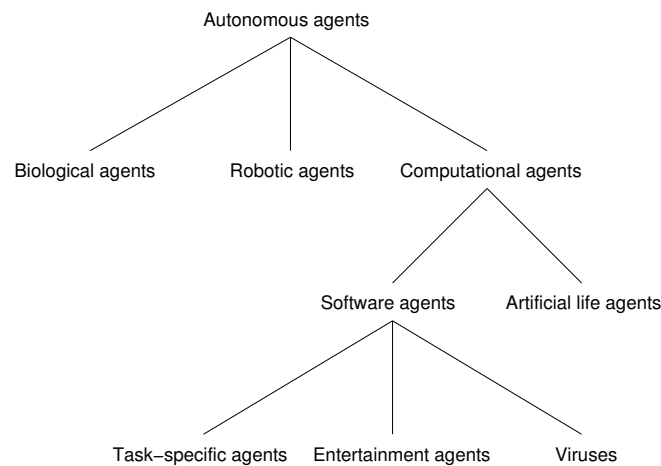 Autonomous agents
Biological agents
Robotic agents
Computational agents
Software agents
Artificial life agents
Task−specific agents
Entertainment agents
Viruses